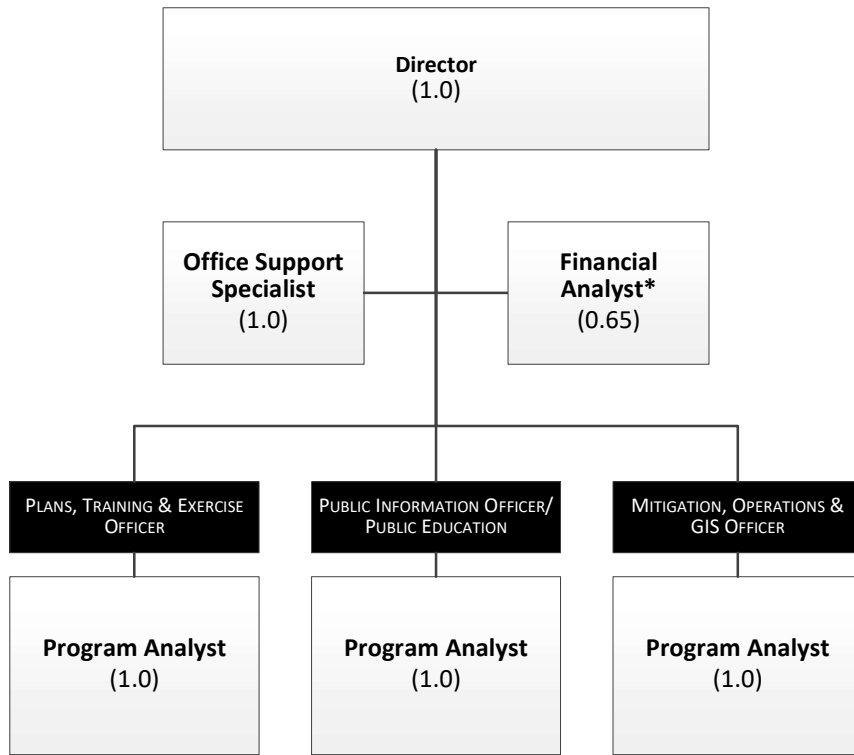 Director
(1.0)
Office Support
Specialist
(1.0)
Financial
Analyst*
(0.65)
PLANS, TRAINING & EXERCISE
OFFICER
PUBLIC INFORMATION OFFICER/
PUBLIC EDUCATION
MITIGATION, OPERATIONS &
GIS OFFICER
Program Analyst
(1.0)
Program Analyst
(1.0)
Program Analyst
(1.0)